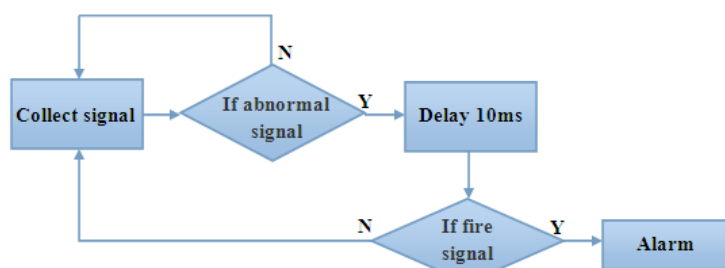 N
Collect signal
If abnormal
signal
Y
Delay 10ms
N
If fire
signal
Y
Alarm